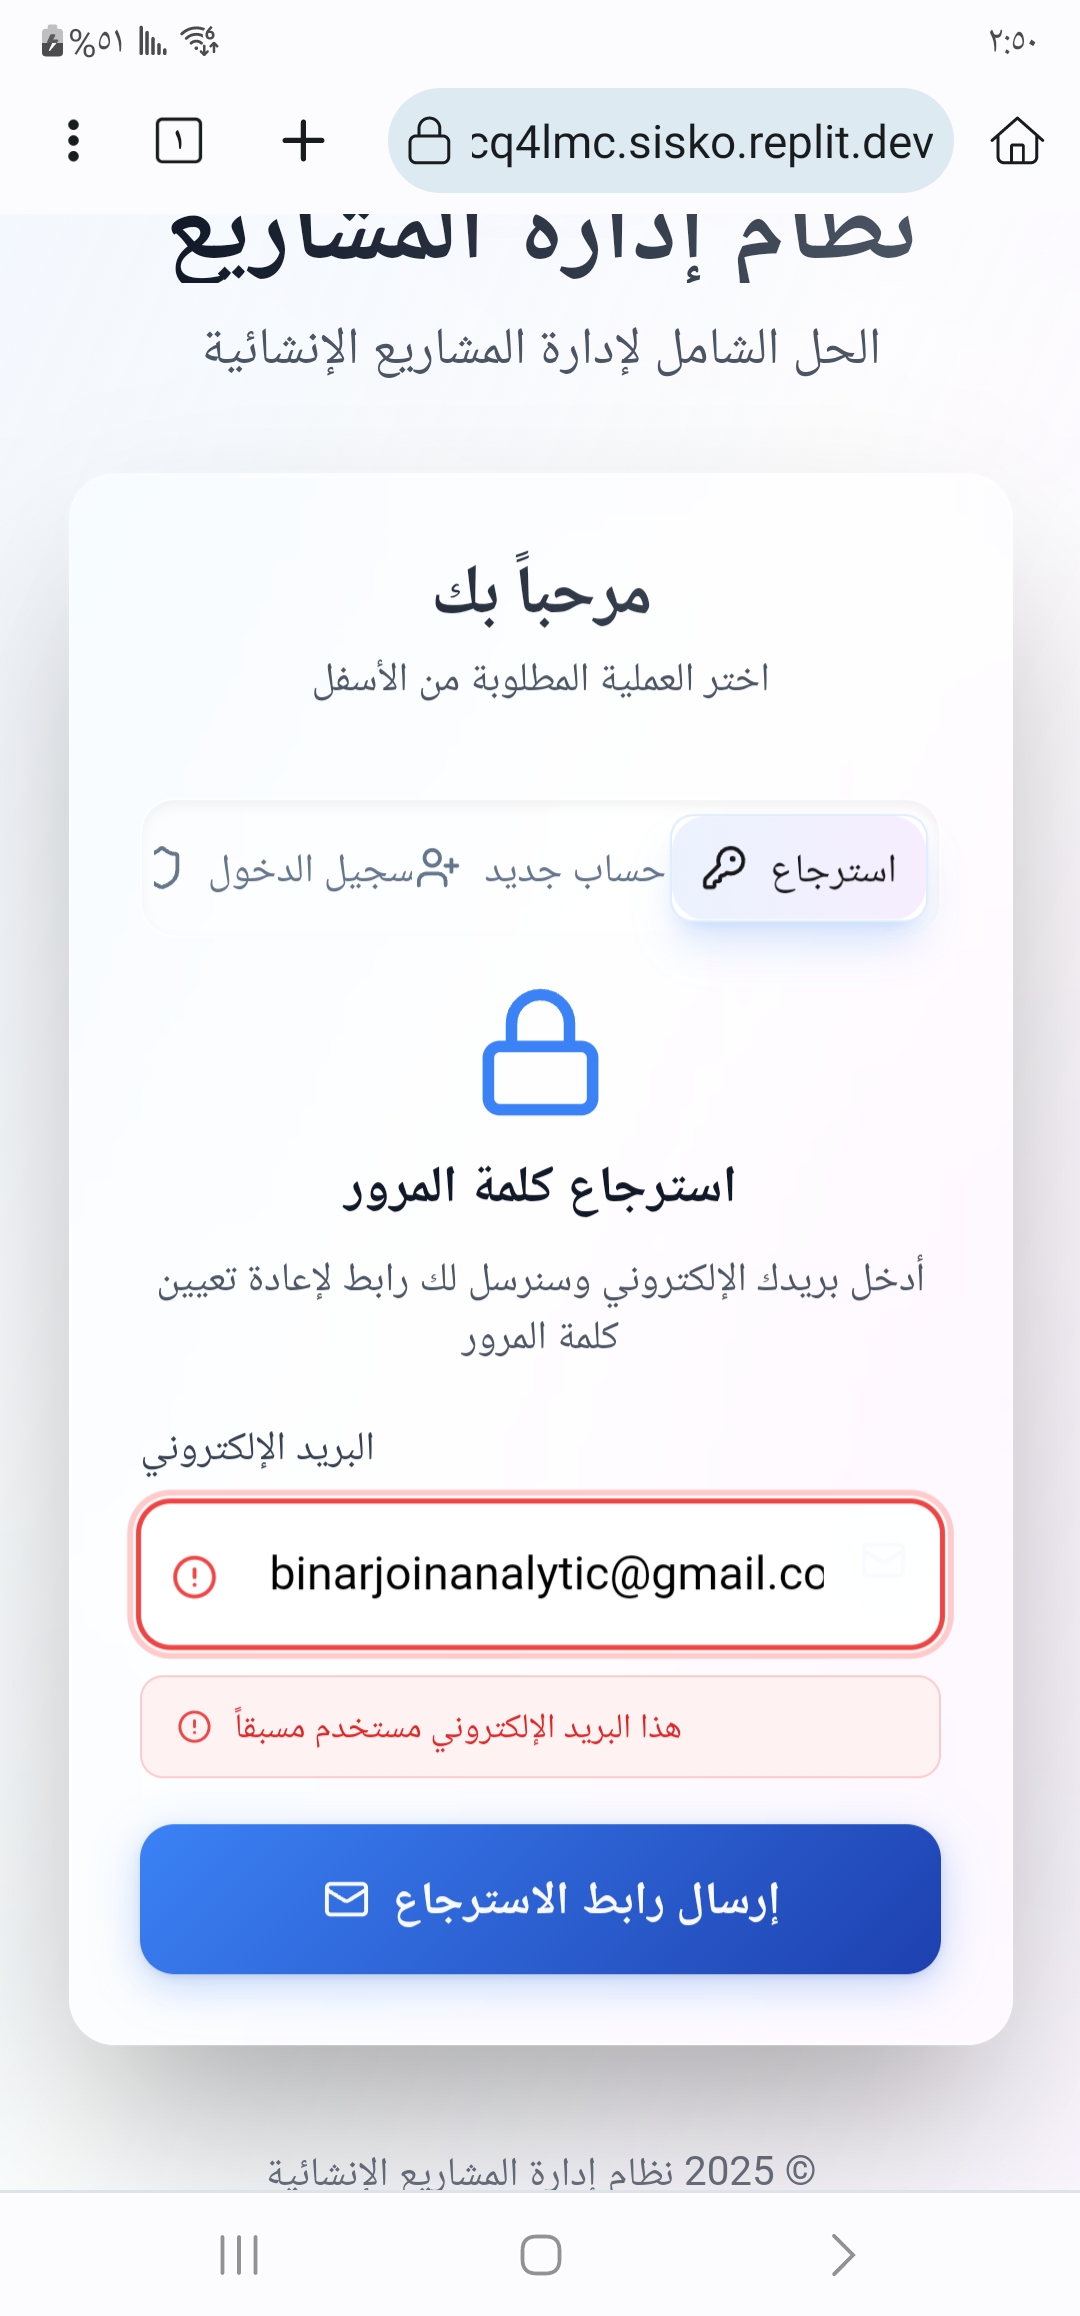 ٢:٥٠
%٥١
6
cq4lmc.sisko.replit.dev
١
نظام إدارة المشاريع
الحل الشامل لإدارة المشاريع الإنشائية
مرحباً بك
اختر العملية المطلوبة من الأسفل
استرجاع
حساب جديد
سجيل الدخول
استرجاع كلمة المرور
أدخل بريدك الإلكتروني وسنرسل لك رابط لإعادة تعيين
كلمة المرور
البريد الإلكتروني
binarjoinanalytic@gmail.co
هذا البريد الإلكتروني مستخدم مسبقاً
إرسال رابط الاسترجاع
© 2025 نظام إدارة المشاريع الإنشائية